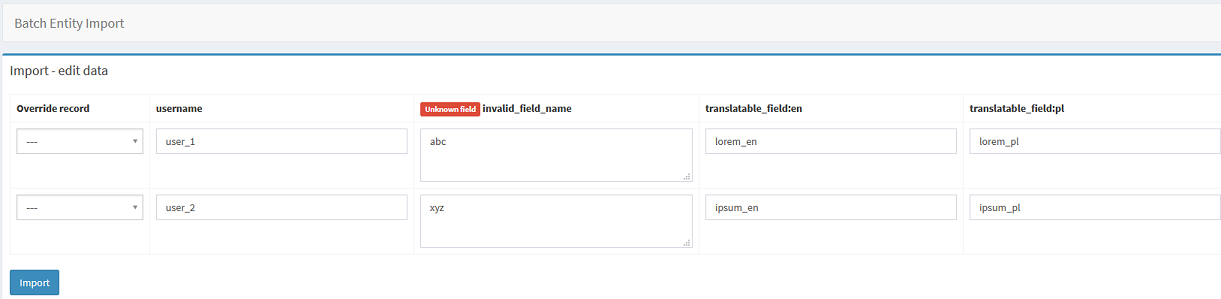 Batch Entity Import
Import - edit data
Override record username Unknown field invalid_field_name translatable_field:en translatable_field:pl
--- user_1 abc lorem_en lorem_pl
--- user_2 xyz ipsum_en ipsum_pl
Import